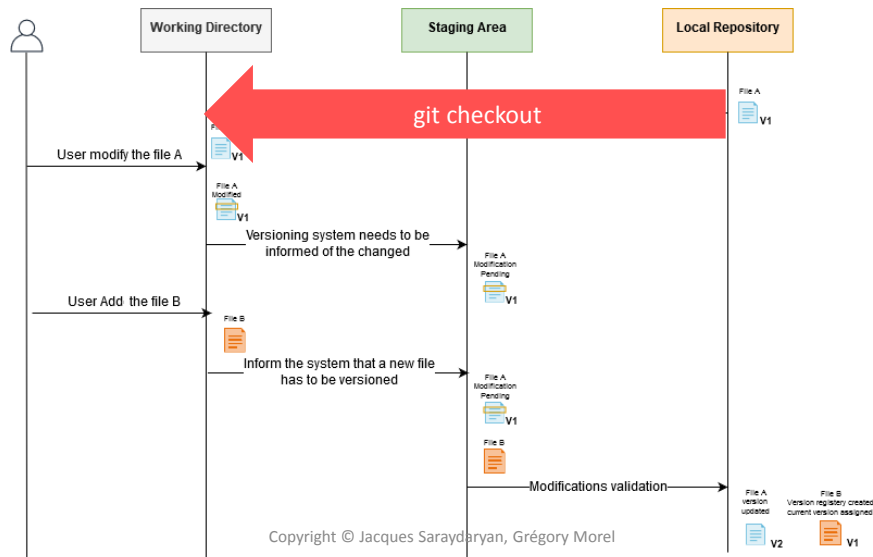 Working Directory
Staging Area
Local Repository
git checkout
File A
V1
V1
User modify the file A
File A
Modified
V1
Versioning system needs to be
informed of the changed
File A
Modification
Pending
V1
User Add the file B
File B
Inform the system that a new file
has to be versioned
File A
Modification
Pending
V1
File B
Modifications validation
File A
version
updated
V2
File B
Version registery created
current version assigned
V1
Copyright © Jacques Saraydaryan, Grégory Morel